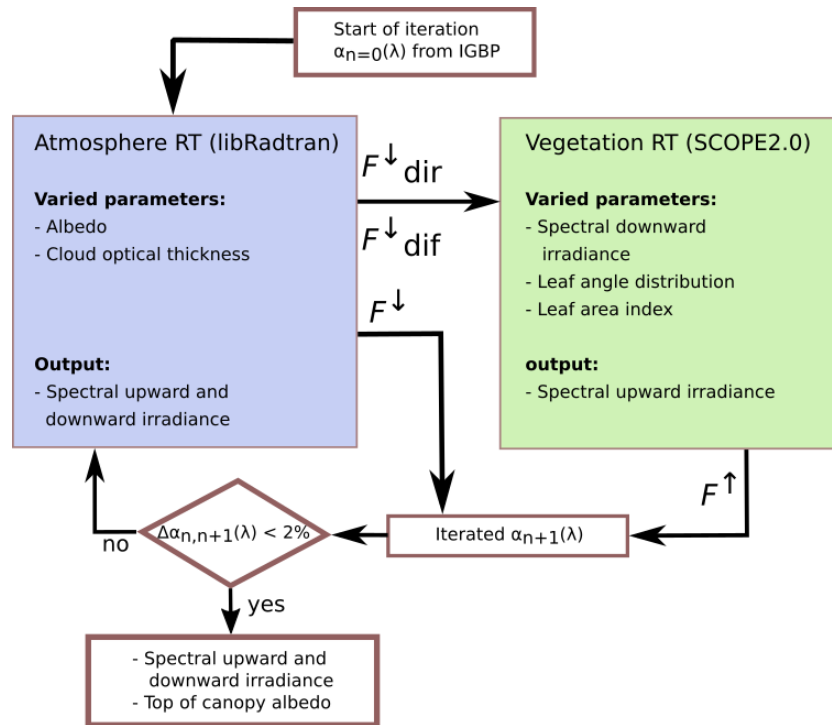 Start of iteration
αn=0(λ) from IGBP
Atmosphere RT (libRadtran)
Varied parameters:
- Albedo
- Cloud optical thickness
Output:
- Spectral upward and
downward irradiance
F↓dir
F↓dif
F↓
Vegetation RT (SCOPE2.0)
Varied parameters:
- Spectral downward
irradiance
- Leaf angle distribution
- Leaf area index
output:
- Spectral upward irradiance
F↑
Iterated αn+1(λ)
Δαn,n+1(λ) < 2%
no
yes
- Spectral upward and
downward irradiance
- Top of canopy albedo